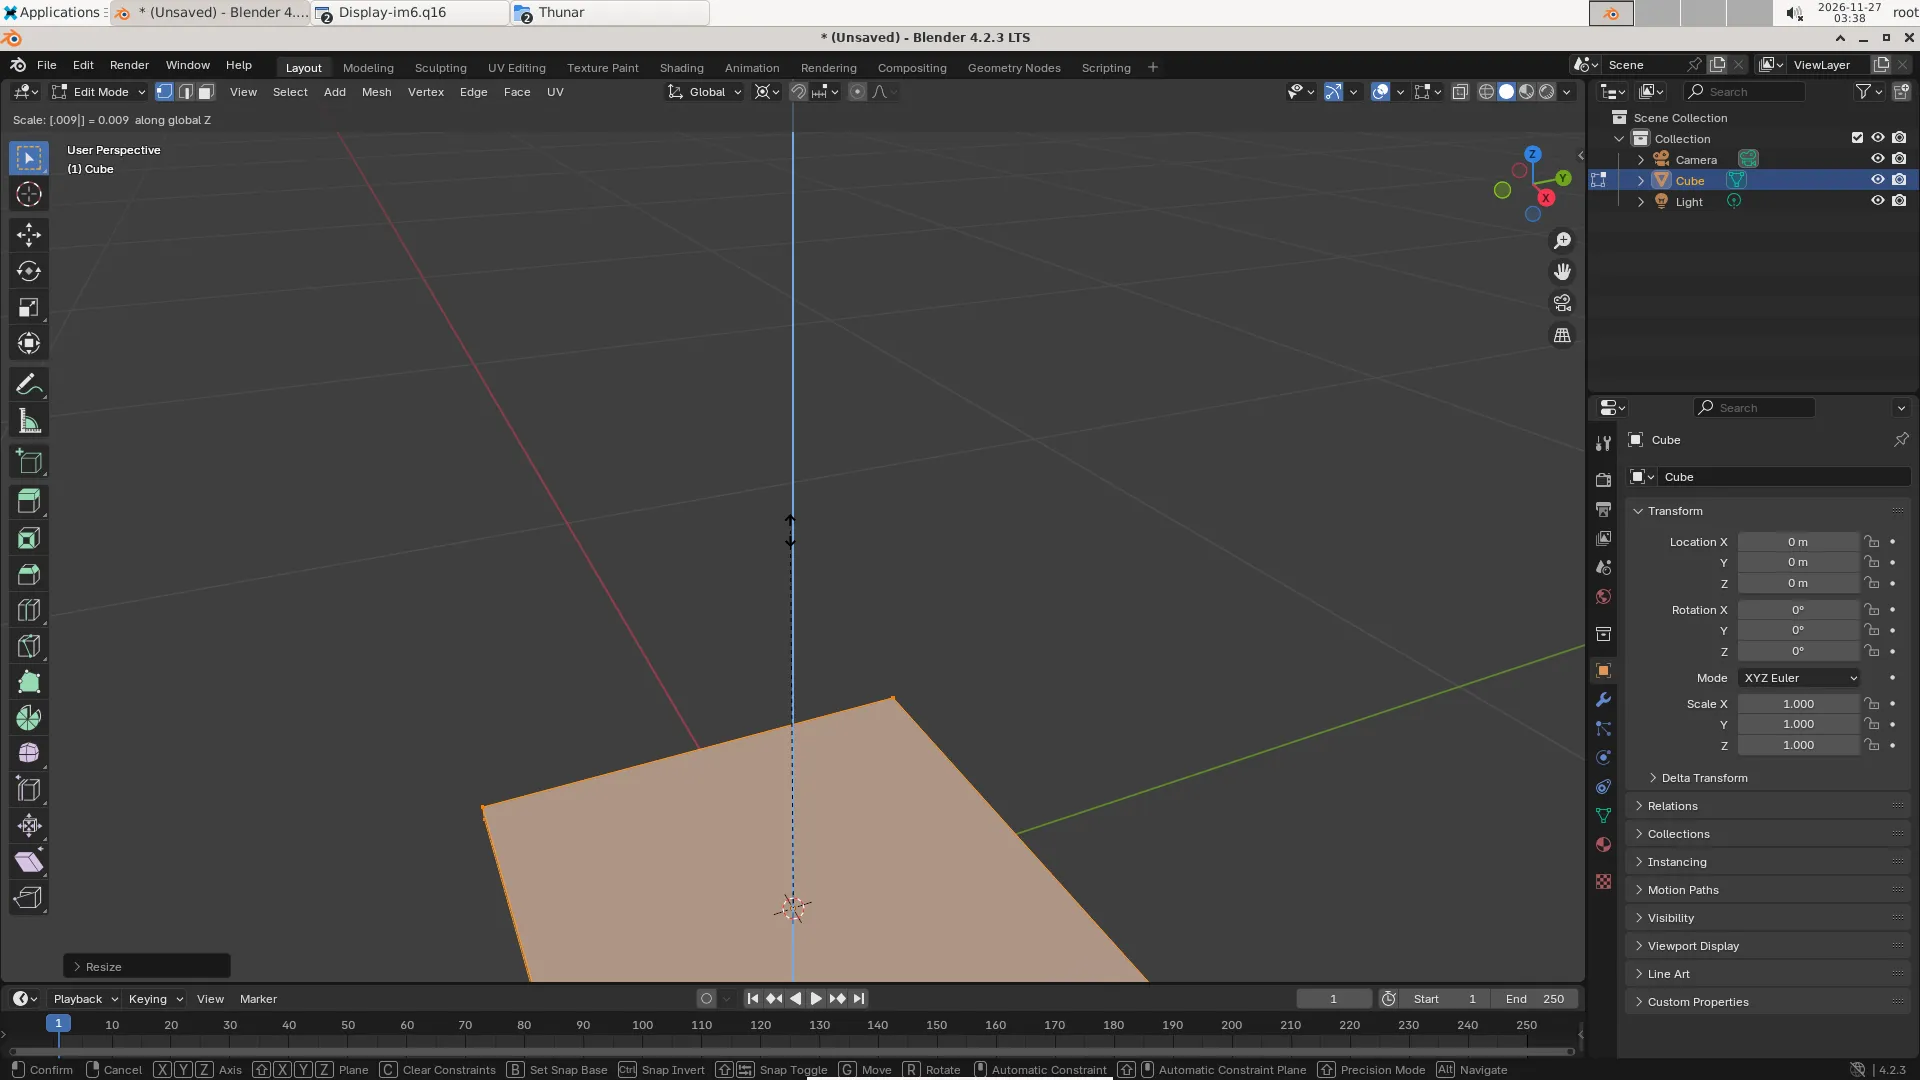 Applications
* (Unsaved) - Blender 4....
2
Display-im6.q16
2
Thunar
2026-11-27
03:38
root
* (Unsaved) - Blender 4.2.3 LTS
File Edit Render Window Help
Layout Modeling Sculpting UV Editing Texture Paint Shading Animation Rendering Compositing Geometry Nodes Scripting
Scene
ViewLayer
Edit Mode View Select Add Mesh Vertex Edge Face UV
Global
Search
Scale: [.009|] = 0.009 along global Z
Scene Collection
User Perspective
(1) Cube
Collection
Camera
Cube
Light
Z
Y
X
Search
Cube
Cube
Transform
Location X 0 m
Y 0 m
Z 0 m
Rotation X 0°
Y 0°
Z 0°
Mode XYZ Euler
Scale X 1.000
Y 1.000
Z 1.000
Delta Transform
Relations
Collections
Instancing
Motion Paths
Visibility
Viewport Display
Line Art
Custom Properties
Resize
Playback Keying View Marker
1
Start 1
End 250
1 10 20 30 40 50 60 70 80 90 100 110 120 130 140 150 160 170 180 190 200 210 220 230 240 250
Confirm Cancel X Y Z Axis X Y Z Plane C Clear Constraints B Set Snap Base Ctrl Snap Invert Snap Toggle G Move R Rotate Automatic Constraint Automatic Constraint Plane Precision Mode Alt Navigate
4.2.3